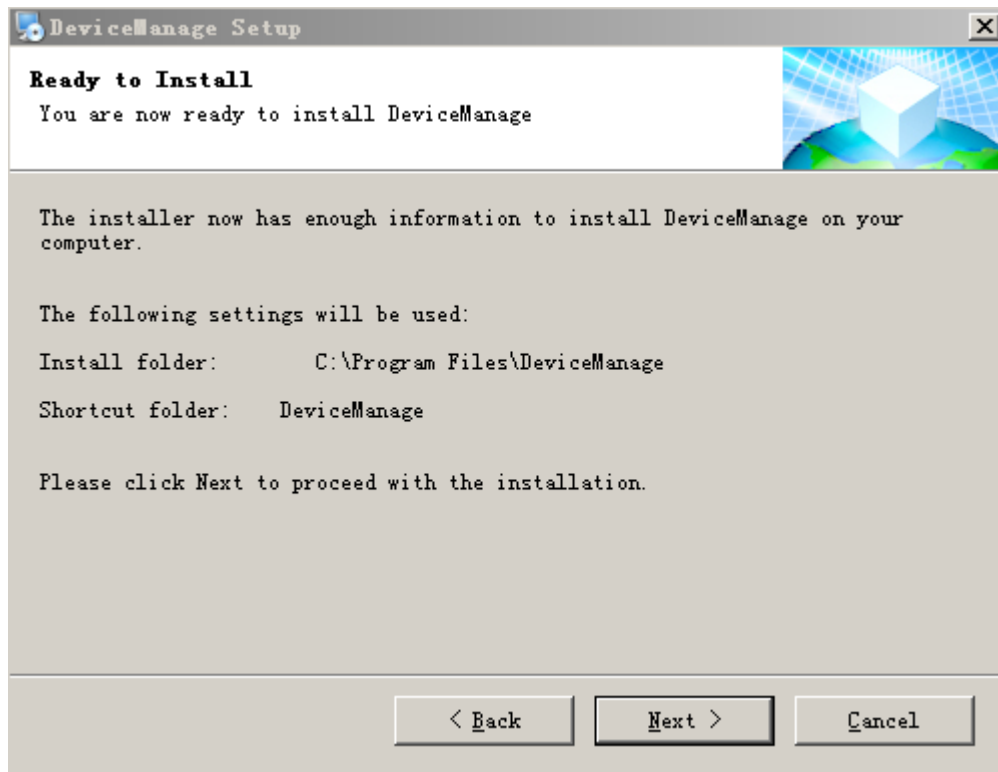 DeviceManage Setup
Ready to Install
You are now ready to install DeviceManage
The installer now has enough information to install DeviceManage on your
computer.
The following settings will be used:
Install folder: C:\Program Files\DeviceManage
Shortcut folder: DeviceManage
Please click Next to proceed with the installation.
< Back Next > Cancel